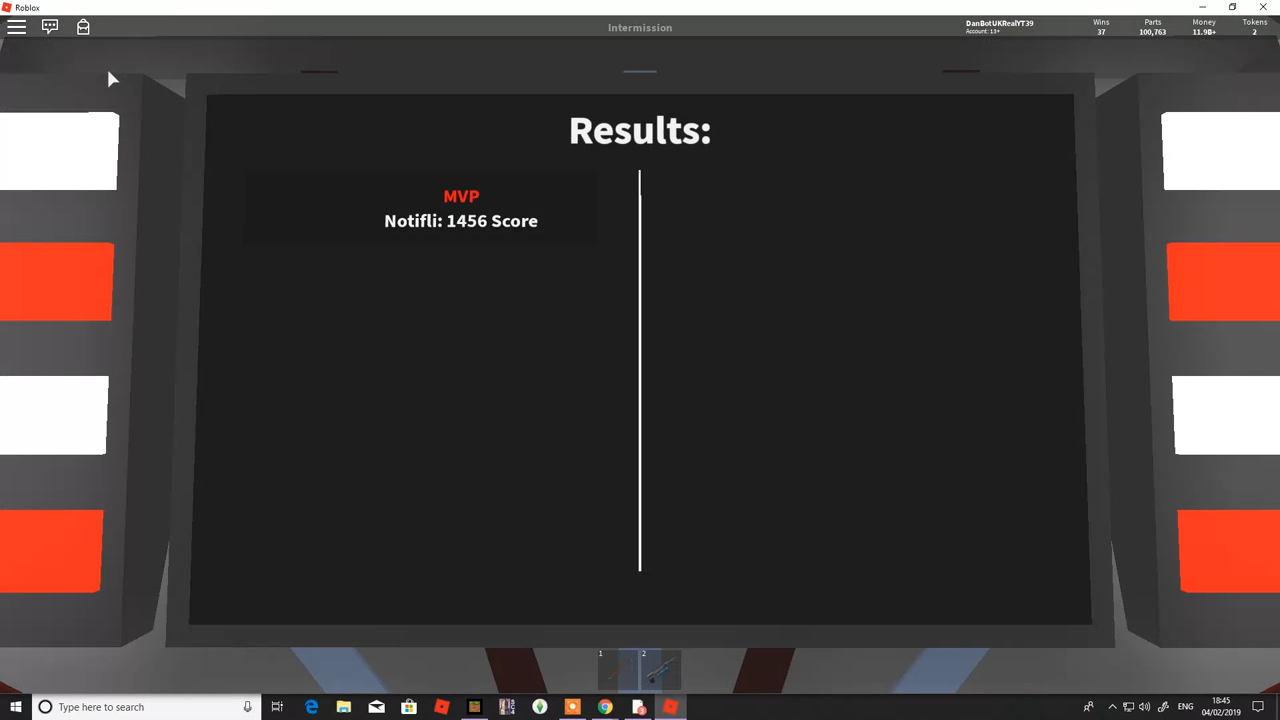 Roblox
Intermission
DanBotUKRealYT39
Account: 13+
Wins
37
Parts
100,763
Money
11.9B+
Tokens
2
Results:
MVP
Notifli: 1456 Score
1
2
Type here to search
ENG
18:45
04/02/2019